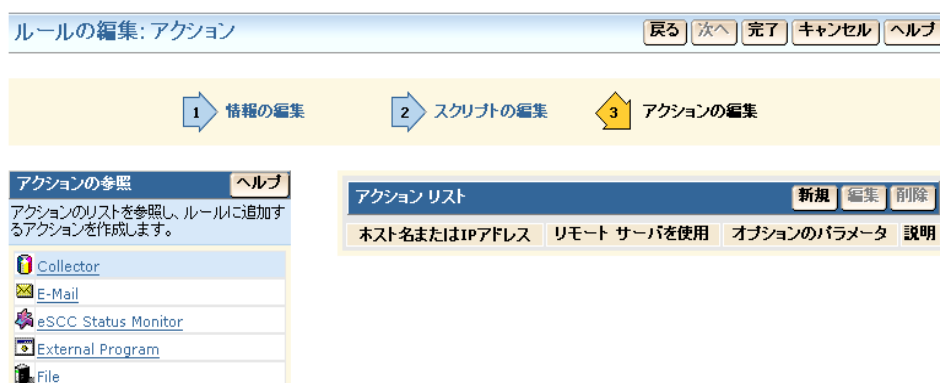 ルールの編集: アクション
戻る 次へ 完了 キャンセル ヘルプ
1 情報の編集 2 スクリプトの編集 3 アクションの編集
アクションの参照 ヘルプ
アクションのリストを参照し、ルールに追加す
るアクションを作成します。
Collector
E-Mail
eSCC Status Monitor
External Program
File
アクション リスト 新規 編集 削除
ホスト名またはIPアドレス リモート サーバを使用 オプションのパラメータ 説明